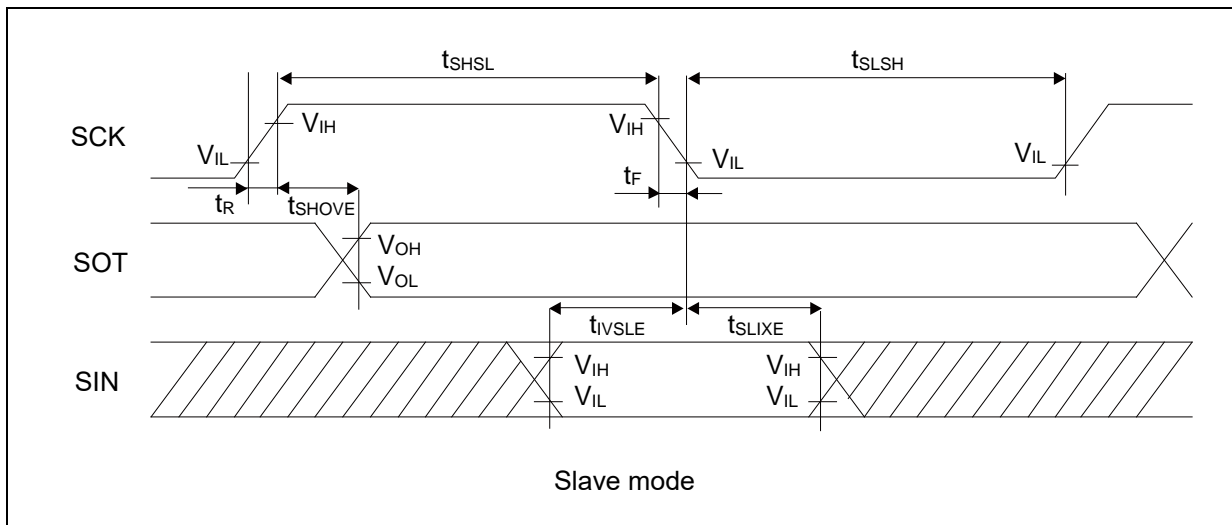 tSHSL
tSLSH
SCK
VIH
VIH
VIL
VIL
VIL
tR
tSHOVE
tF
SOT
VOH
VOL
tIVSLE
tSLIXE
SIN
VIH
VIH
VIL
VIL
Slave mode